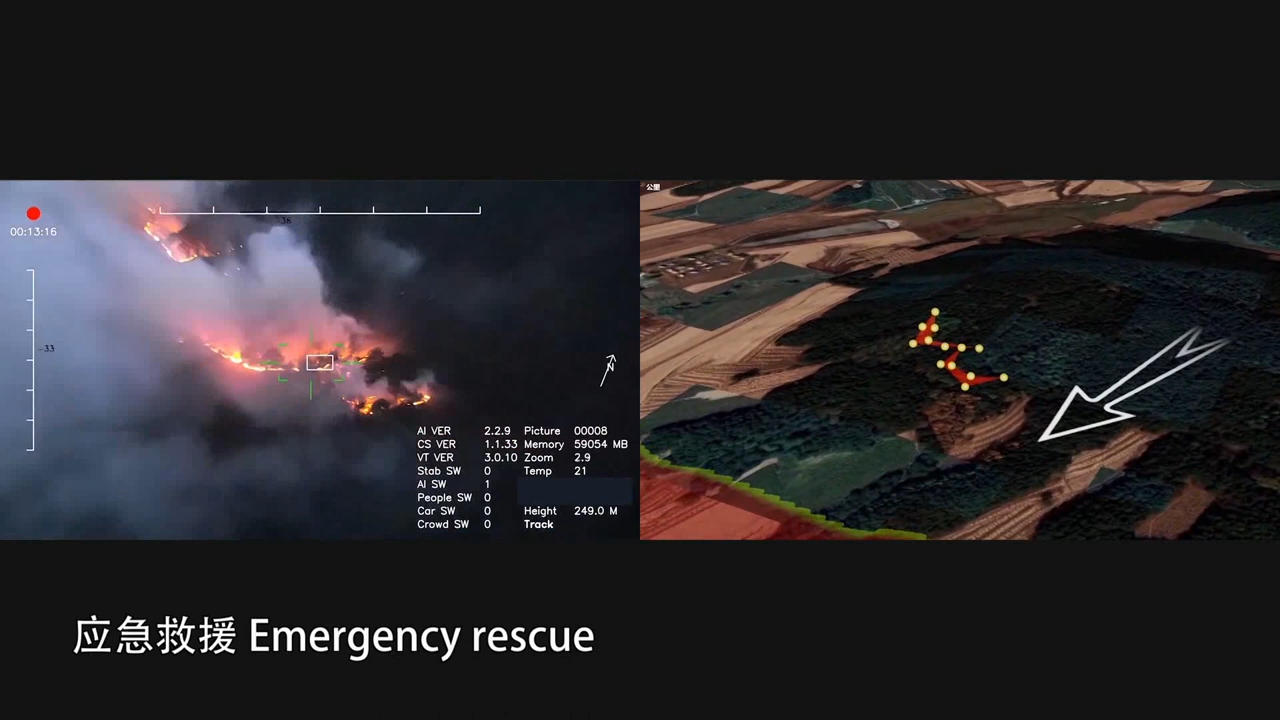 公里
00:13:16
-38
-33
N
AI VER 2.2.9 Picture 00008
CS VER 1.1.33 Memory 59054 MB
VT VER 3.0.10 Zoom 2.9
Stab SW 0 Temp 21
AI SW 1
People SW 0
Car SW 0 Height 249.0 M
Crowd SW 0 Track
应急救援 Emergency rescue